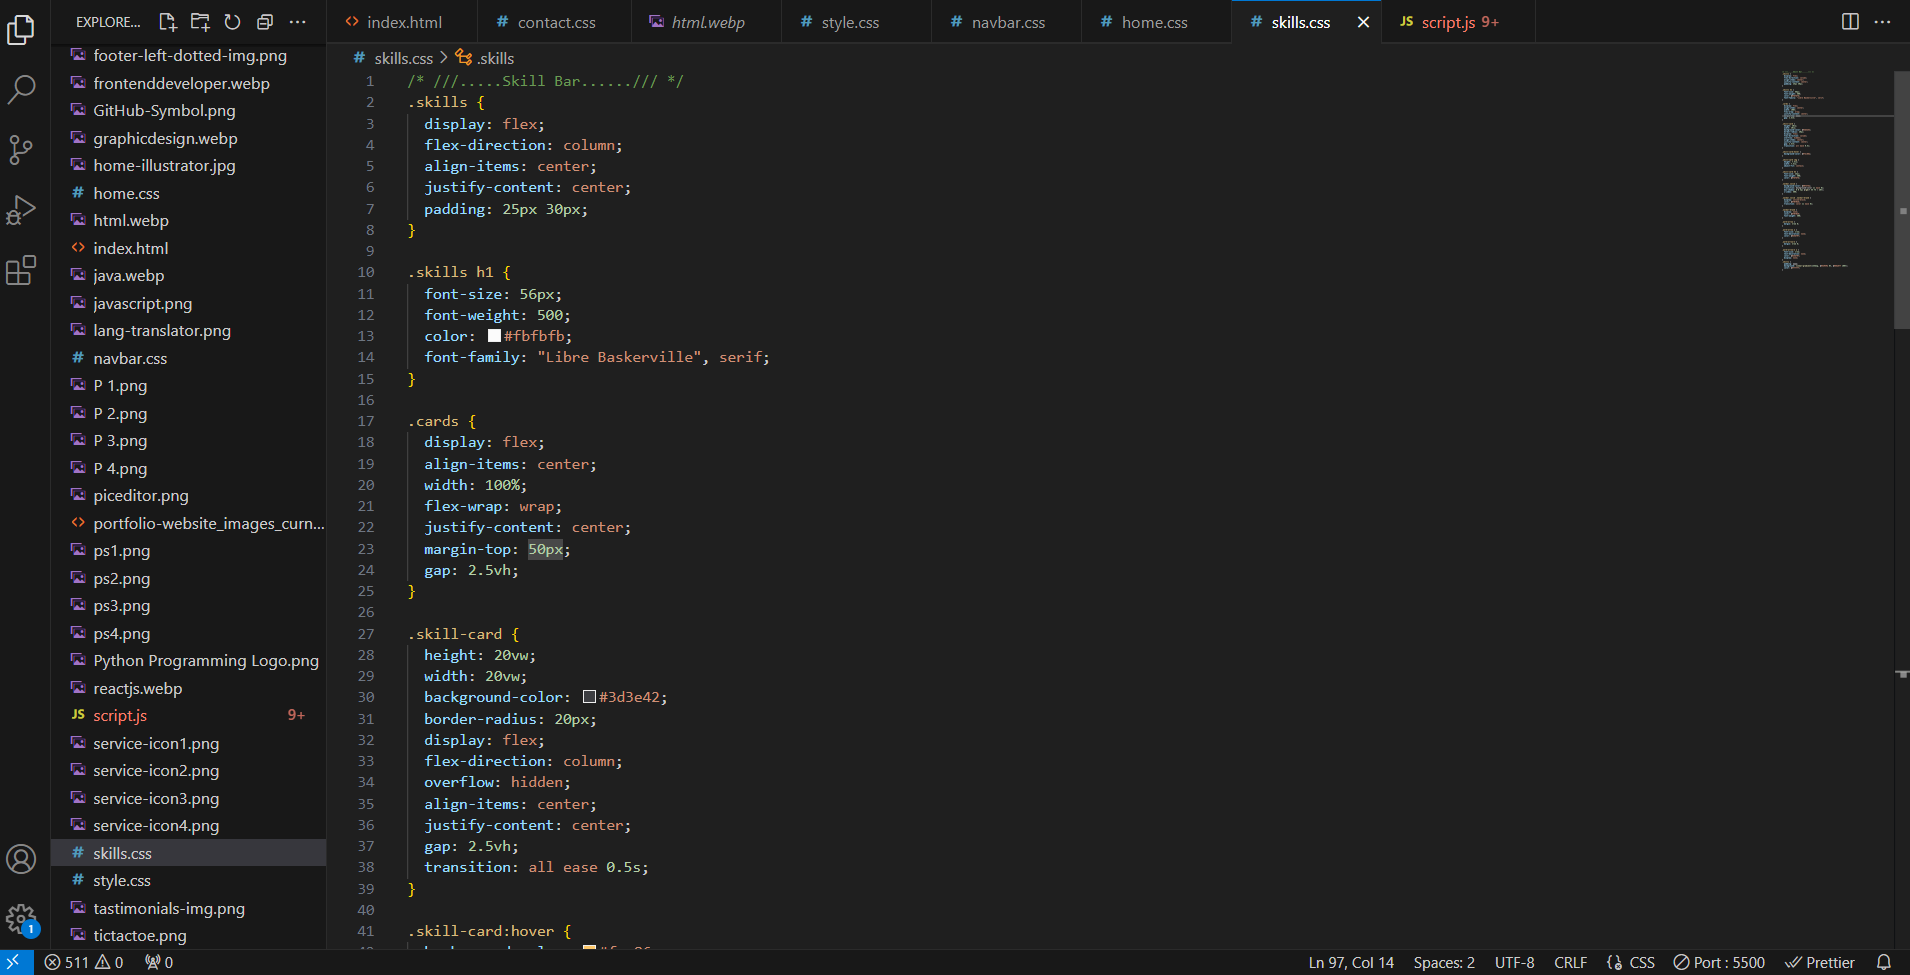 EXPLORE...
footer-left-dotted-img.png
frontenddeveloper.webp
GitHub-Symbol.png
graphicdesign.webp
home-illustrator.jpg
# home.css
html.webp
<> index.html
java.webp
javascript.png
lang-translator.png
# navbar.css
P 1.png
P 2.png
P 3.png
P 4.png
piceditor.png
<> portfolio-website_images_curn...
ps1.png
ps2.png
ps3.png
ps4.png
Python Programming Logo.png
reactjs.webp
JS script.js 9+
service-icon1.png
service-icon2.png
service-icon3.png
service-icon4.png
# skills.css
# style.css
tastimonials-img.png
tictactoe.png
1
<> index.html # contact.css html.webp # style.css # navbar.css # home.css # skills.css JS script.js 9+
# skills.css > .skills
1 /* ///.....Skill Bar....../// */
2 .skills {
3 display: flex;
4 flex-direction: column;
5 align-items: center;
6 justify-content: center;
7 padding: 25px 30px;
8 }
9
10 .skills h1 {
11 font-size: 56px;
12 font-weight: 500;
13 color: #fbfbfb;
14 font-family: "Libre Baskerville", serif;
15 }
16
17 .cards {
18 display: flex;
19 align-items: center;
20 width: 100%;
21 flex-wrap: wrap;
22 justify-content: center;
23 margin-top: 50px;
24 gap: 2.5vh;
25 }
26
27 .skill-card {
28 height: 20vw;
29 width: 20vw;
30 background-color: #3d3e42;
31 border-radius: 20px;
32 display: flex;
33 flex-direction: column;
34 overflow: hidden;
35 align-items: center;
36 justify-content: center;
37 gap: 2.5vh;
38 transition: all ease 0.5s;
39 }
40
41 .skill-card:hover {
511 0 0 Ln 97, Col 14 Spaces: 2 UTF-8 CRLF CSS Port : 5500 Prettier